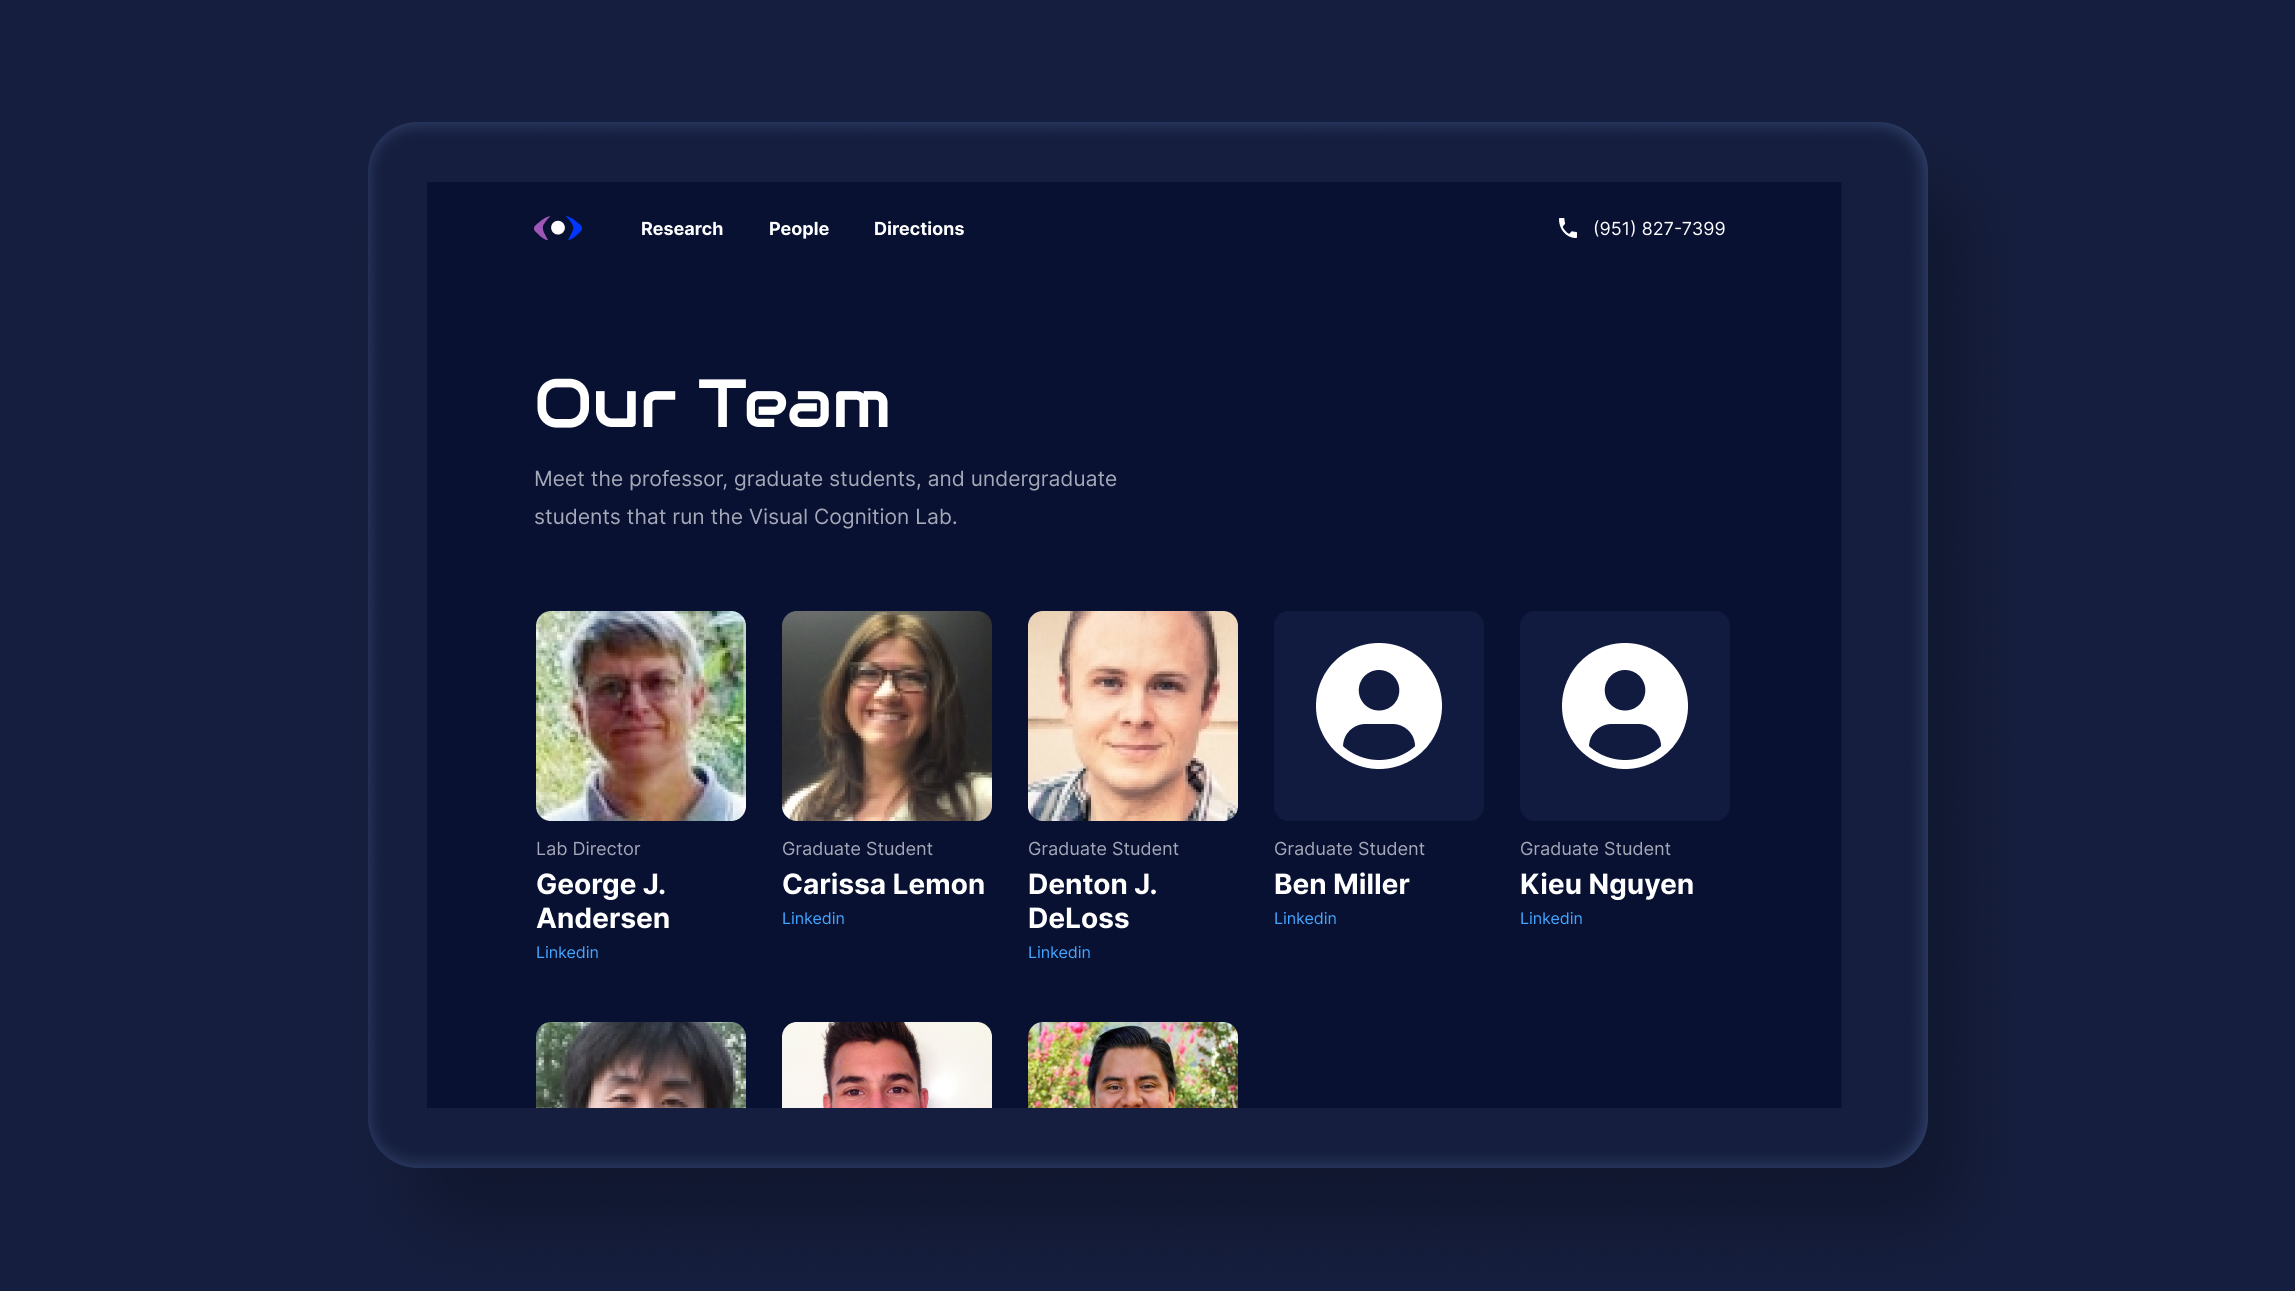 Research People Directions (951) 827-7399
Our Team
Meet the professor, graduate students, and undergraduate
students that run the Visual Cognition Lab.
Lab Director
George J.
Andersen
Linkedin
Graduate Student
Carissa Lemon
Linkedin
Graduate Student
Denton J.
DeLoss
Linkedin
Graduate Student
Ben Miller
Linkedin
Graduate Student
Kieu Nguyen
Linkedin